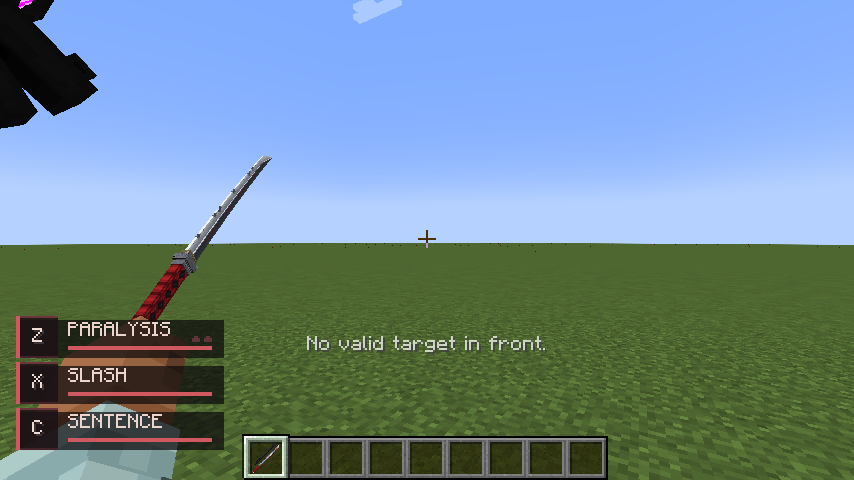 Z PARALYSIS
X SLASH
C SENTENCE
No valid target in front.